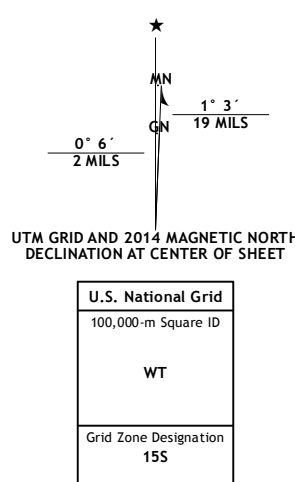 ★
MN
GN
1° 3´
19 MILS
0° 6´
2 MILS
UTM GRID AND 2014 MAGNETIC NORTH
DECLINATION AT CENTER OF SHEET
U.S. National Grid
100,000-m Square ID
WT
Grid Zone Designation
15S